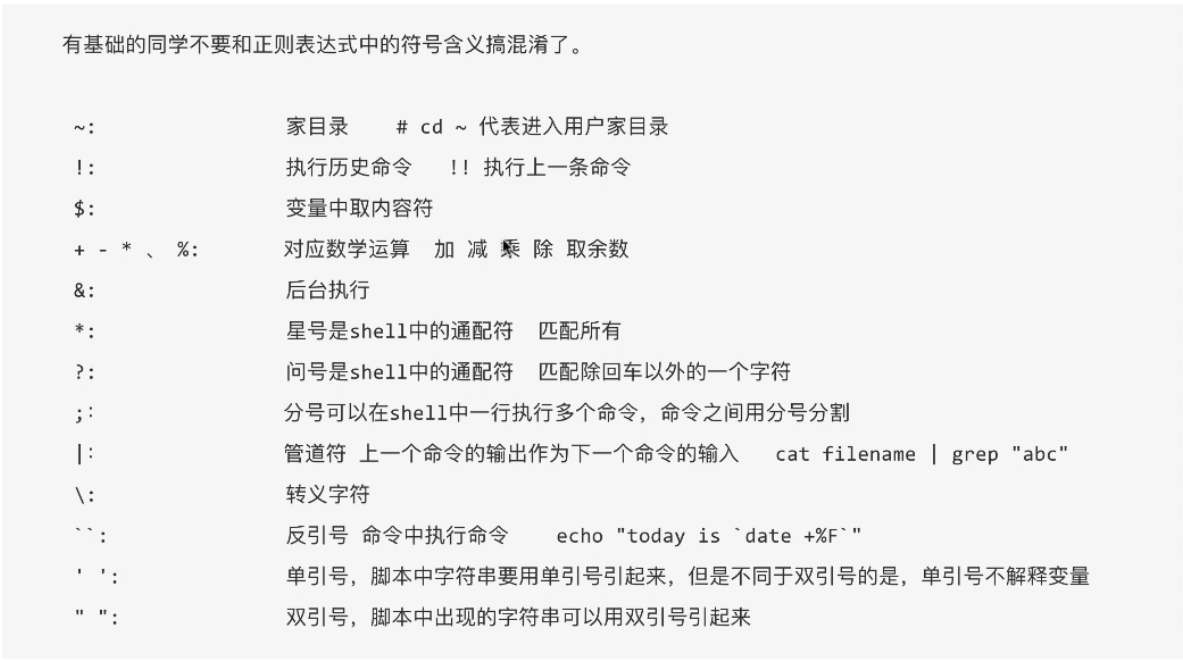 有基础的同学不要和正则表达式中的符号含义搞混淆了。
~: 家目录 # cd ~ 代表进入用户家目录
!: 执行历史命令 !! 执行上一条命令
$: 变量中取内容符
+ - * 、 %: 对应数学运算 加 减 乘 除 取余数
&: 后台执行
*: 星号是shell中的通配符 匹配所有
?: 问号是shell中的通配符 匹配除回车以外的一个字符
;: 分号可以在shell中一行执行多个命令，命令之间用分号分割
|: 管道符 上一个命令的输出作为下一个命令的输入 cat filename | grep "abc"
\: 转义字符
``: 反引号 命令中执行命令 echo "today is `date +%F`"
' ': 单引号，脚本中字符串要用单引号引起来，但是不同于双引号的是，单引号不解释变量
" ": 双引号，脚本中出现的字符串可以用双引号引起来